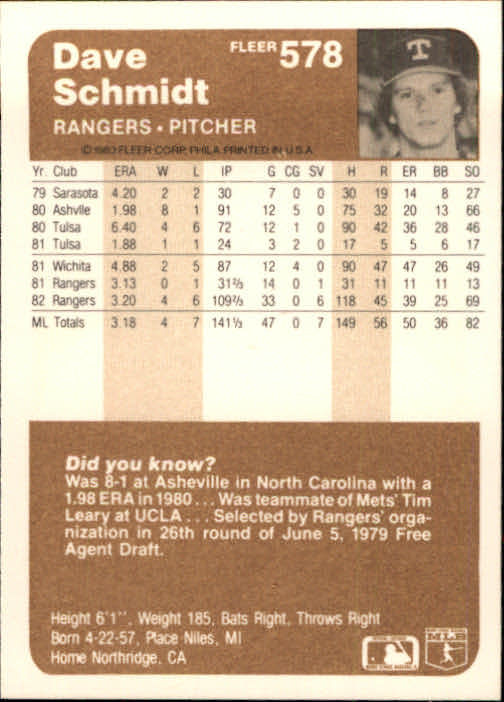 Dave
Schmidt
FLEER 578
RANGERS • PITCHER
© 1983 FLEER CORP. PHILA PRINTED IN U.S.A.
T
Yr. Club ERA W L IP G CG SV H R ER BB SO
79 Sarasota 4.20 2 2 30 7 0 0 30 19 14 8 27
80 Ashvlle 1.98 8 1 91 12 5 0 75 32 20 13 66
80 Tulsa 6.40 4 6 72 12 1 0 90 42 36 28 46
81 Tulsa 1.88 1 1 24 3 2 0 17 5 5 6 17
81 Wichita 4.88 2 5 87 12 4 0 90 47 47 26 49
81 Rangers 3.13 0 1 31⅔ 14 0 1 31 11 11 11 13
82 Rangers 3.20 4 6 109⅔ 33 0 6 118 45 39 25 69
ML Totals 3.18 4 7 141⅓ 47 0 7 149 56 50 36 82
Did you know?
Was 8-1 at Asheville in North Carolina with a
1.98 ERA in 1980 . . . Was teammate of Mets' Tim
Leary at UCLA . . . Selected by Rangers' orga-
nization in 26th round of June 5, 1979 Free
Agent Draft.
Height 6'1", Weight 185, Bats Right, Throws Right
Born 4-22-57, Place Niles, MI
Home Northridge, CA